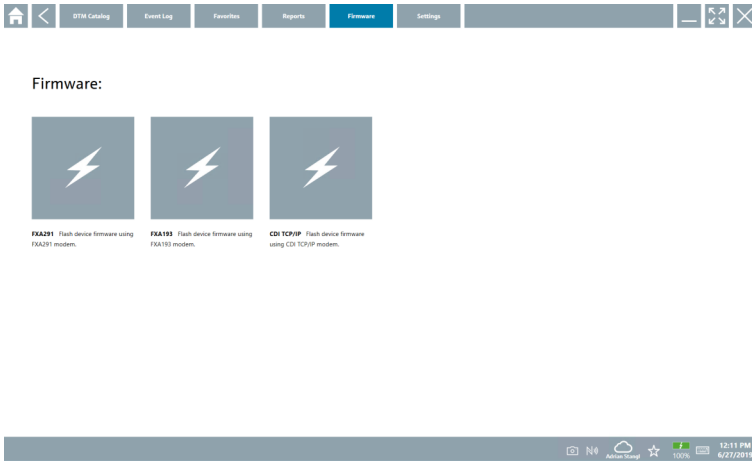 DTM Catalog
Event Log
Favorites
Reports
Firmware
Settings
Firmware:
FXA291 Flash device firmware using
FXA291 modem.
FXA193 Flash device firmware using
FXA193 modem.
CDI TCP/IP Flash device firmware
using CDI TCP/IP modem.
Adrian Stangl
100%
12:11 PM
6/27/2019